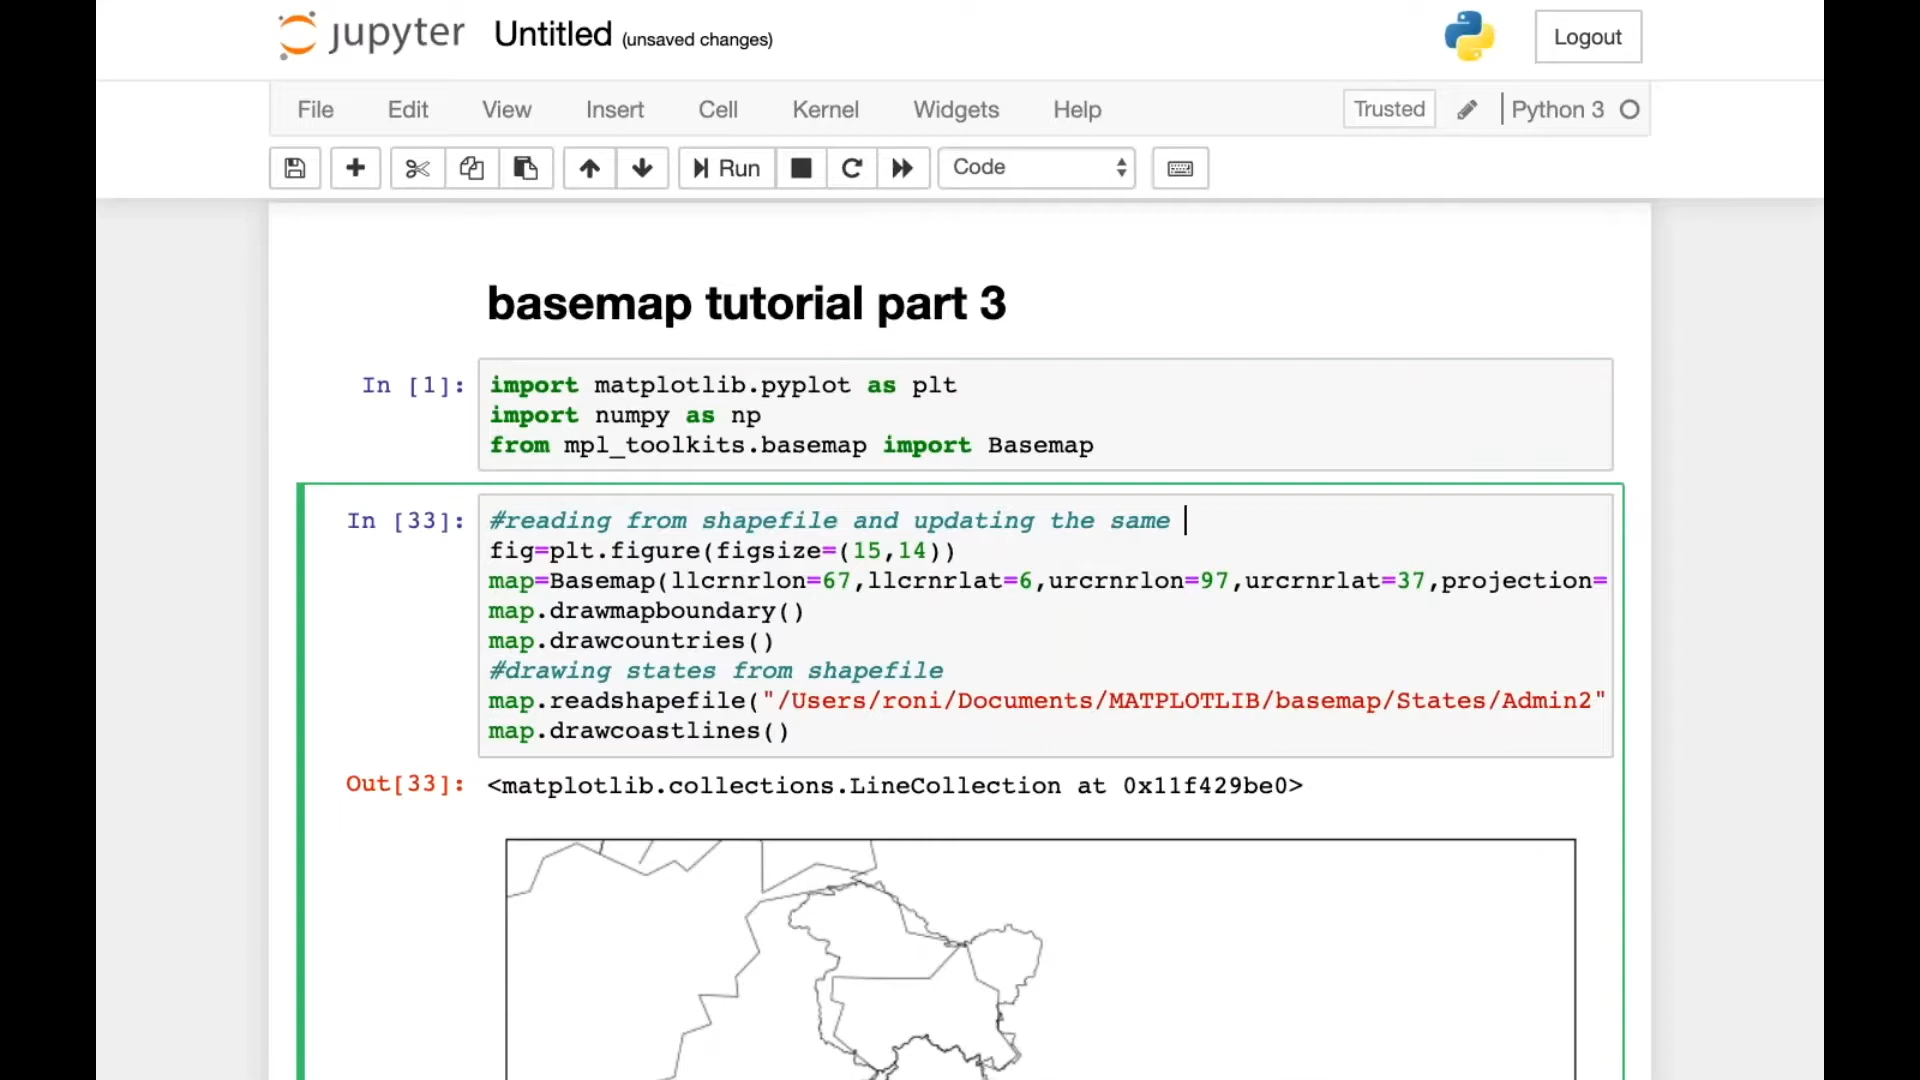 jupyter Untitled (unsaved changes) Logout
File Edit View Insert Cell Kernel Widgets Help Trusted Python 3
Run Code
basemap tutorial part 3
In [1]: import matplotlib.pyplot as plt
import numpy as np
from mpl_toolkits.basemap import Basemap
In [33]: #reading from shapefile and updating the same
fig=plt.figure(figsize=(15,14))
map=Basemap(llcrnrlon=67,llcrnrlat=6,urcrnrlon=97,urcrnrlat=37,projection=
map.drawmapboundary()
map.drawcountries()
#drawing states from shapefile
map.readshapefile("/Users/roni/Documents/MATPLOTLIB/basemap/States/Admin2"
map.drawcoastlines()
Out[33]: <matplotlib.collections.LineCollection at 0x11f429be0>